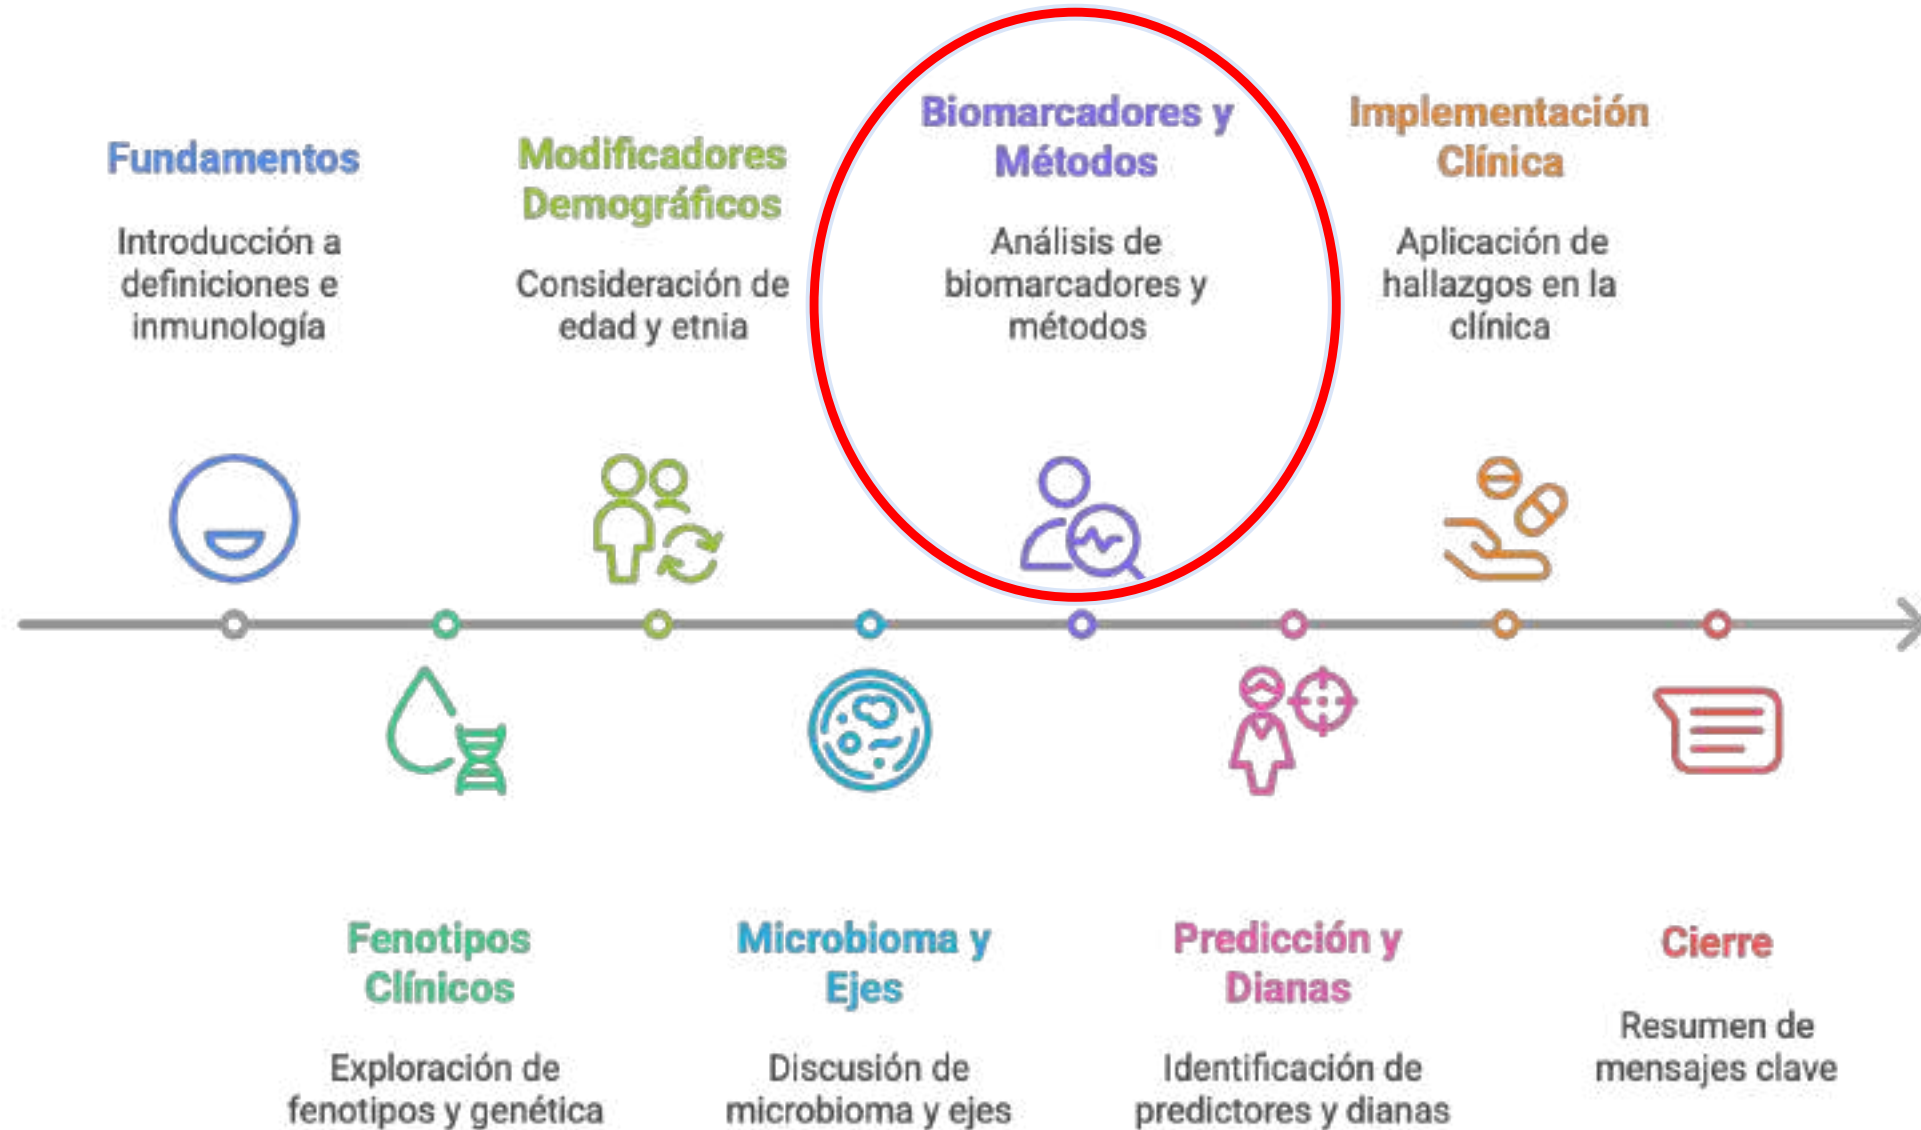 Fundamentos
Introducción a
definiciones e
inmunología
Modificadores
Demográficos
Consideración de
edad y etnia
Biomarcadores y
Métodos
Análisis de
biomarcadores y
métodos
Implementación
Clínica
Aplicación de
hallazgos en la
clínica
Fenotipos
Clínicos
Exploración de
fenotipos y genética
Microbioma y
Ejes
Discusión de
microbioma y ejes
Predicción y
Dianas
Identificación de
predictores y dianas
Cierre
Resumen de
mensajes clave